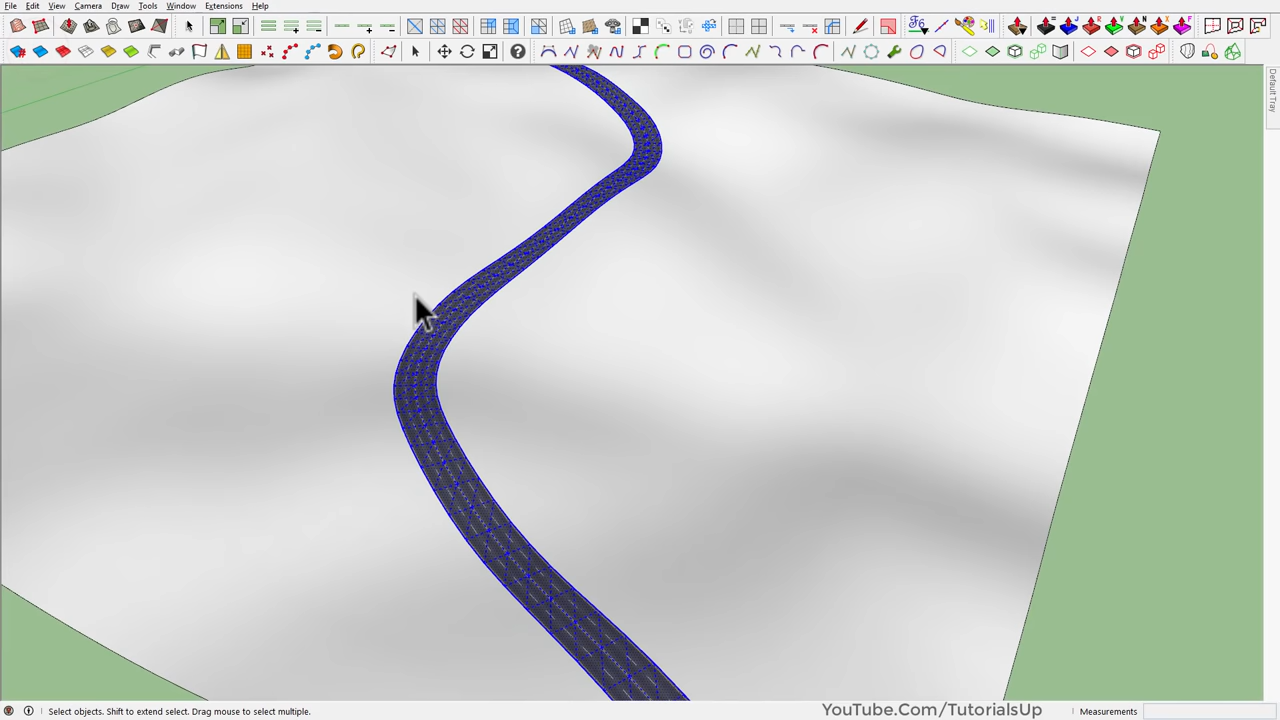 File Edit View Camera Draw Tools Window Extensions Help
Default Tray
Select objects. Shift to extend select. Drag mouse to select multiple.
YouTube.Com/TutorialsUp
Measurements